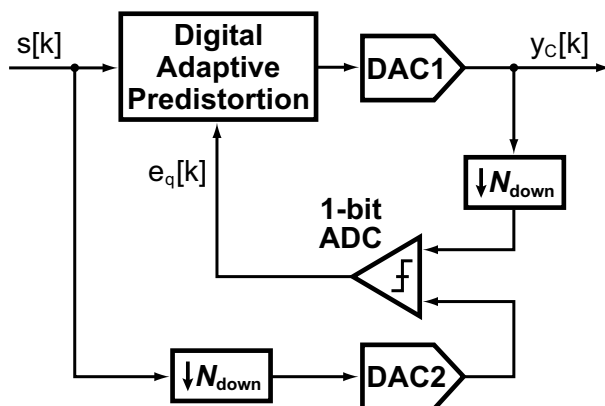 s[k]
Digital
Adaptive
Predistortion
DAC1
y_C[k]
e_q[k]
↓N_down
1-bit
ADC
↓N_down
DAC2